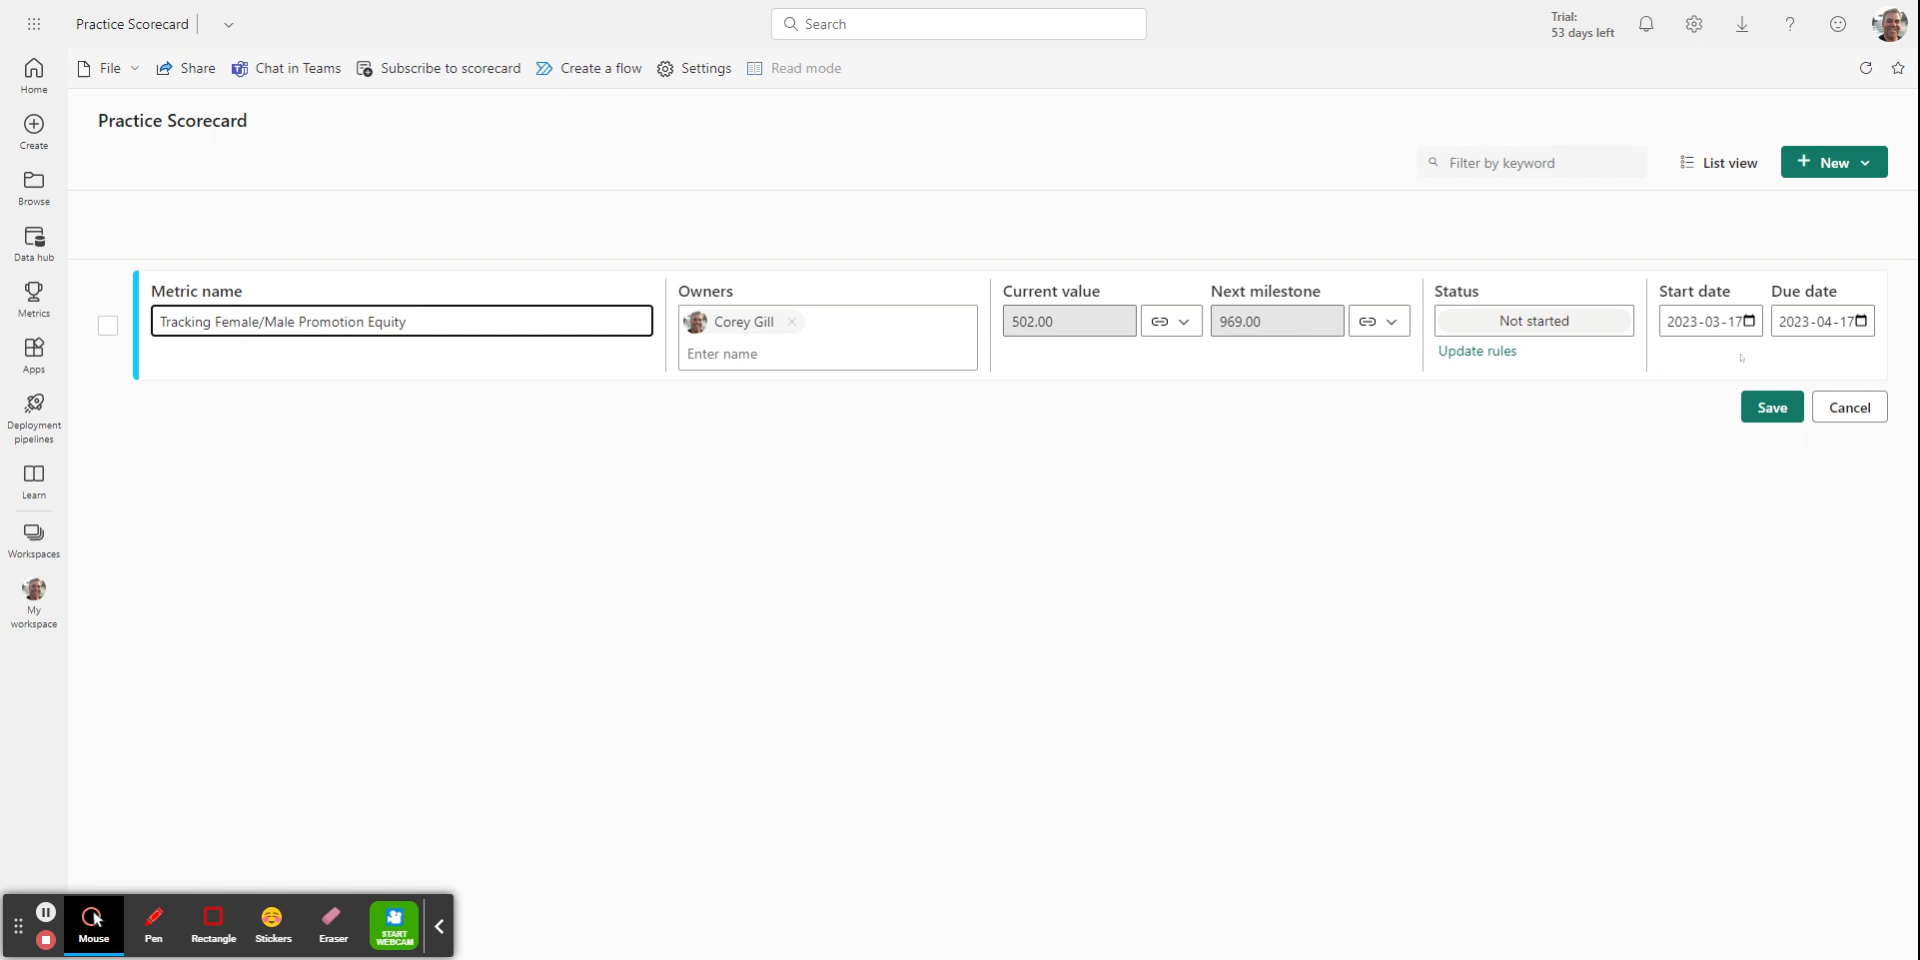 Practice Scorecard
Search
Trial:
53 days left
File
Share
Chat in Teams
Subscribe to scorecard
Create a flow
Settings
Read mode
Home
Create
Browse
Data hub
Metrics
Apps
Deployment
pipelines
Learn
Workspaces
My
workspace
Practice Scorecard
Filter by keyword
List view
New
Metric name
Owners
Current value
Next milestone
Status
Start date
Due date
Tracking Female/Male Promotion Equity
Corey Gill
502.00
969.00
Not started
2023-03-17
2023-04-17
Enter name
Update rules
Save
Cancel
Mouse
Pen
Rectangle
Stickers
Eraser
START
WEBCAM